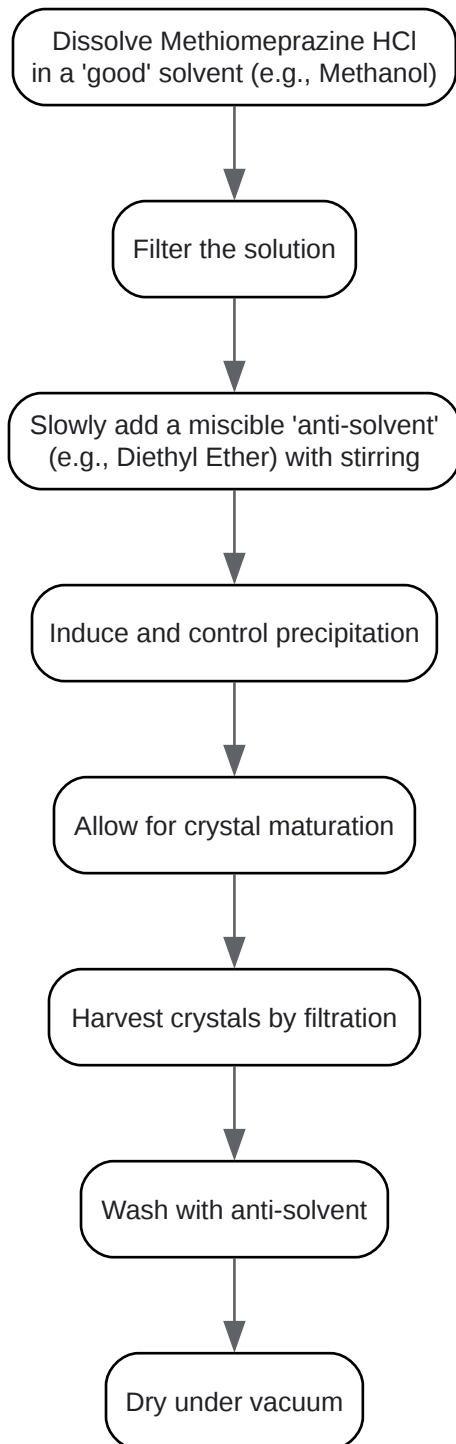 Dissolve Methiomeprazine HCl
in a 'good' solvent (e.g., Methanol)
Filter the solution
Slowly add a miscible 'anti-solvent'
(e.g., Diethyl Ether) with stirring
Induce and control precipitation
Allow for crystal maturation
Harvest crystals by filtration
Wash with anti-solvent
Dry under vacuum